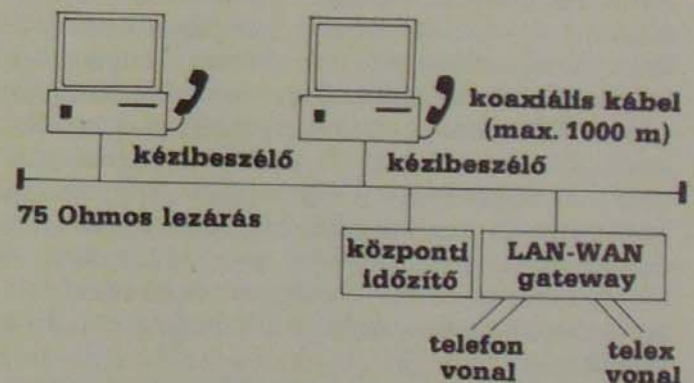 koaxiális kábel
(max. 1000 m)
kézibeszélő
kézibeszélő
75 Ohmos lezárás
központi
időzítő
LAN-WAN
gateway
telefon
vonal
telex
vonal